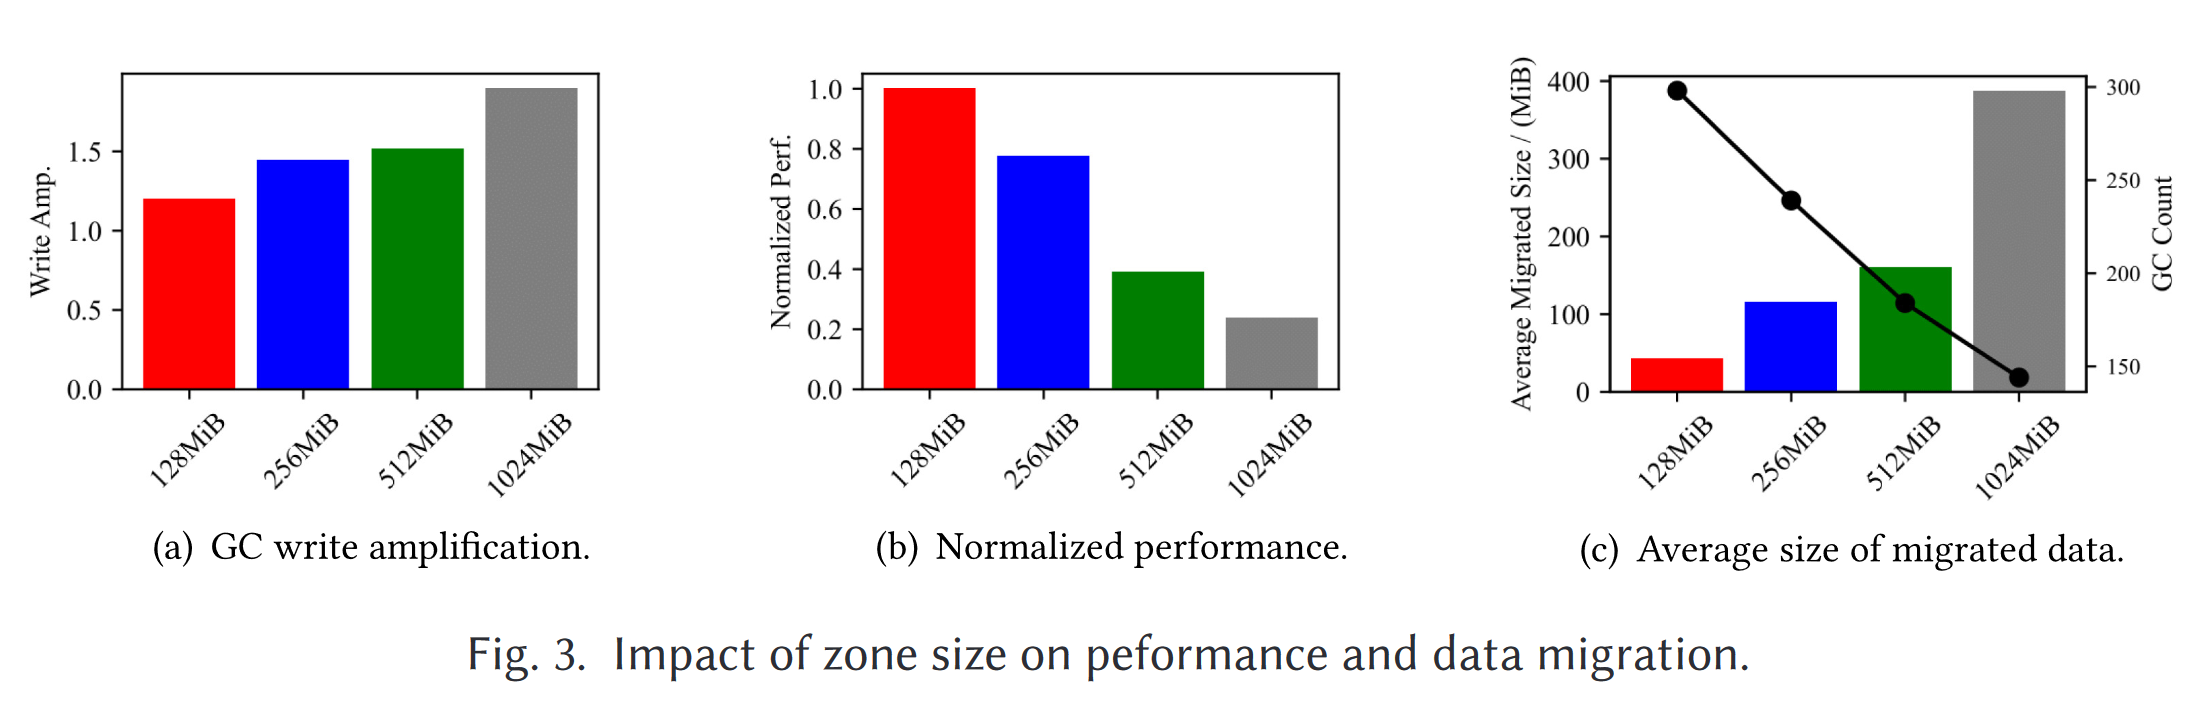 Write Amp.
1.5
1.0
0.5
0.0
128MiB
256MiB
512MiB
1024MiB
(a) GC write amplification.
Normalized Perf.
1.0
0.8
0.6
0.4
0.2
0.0
128MiB
256MiB
512MiB
1024MiB
(b) Normalized performance.
Average Migrated Size / (MiB)
400
300
200
100
0
300
250
200
150
GC Count
128MiB
256MiB
512MiB
1024MiB
(c) Average size of migrated data.
Fig. 3. Impact of zone size on peformance and data migration.